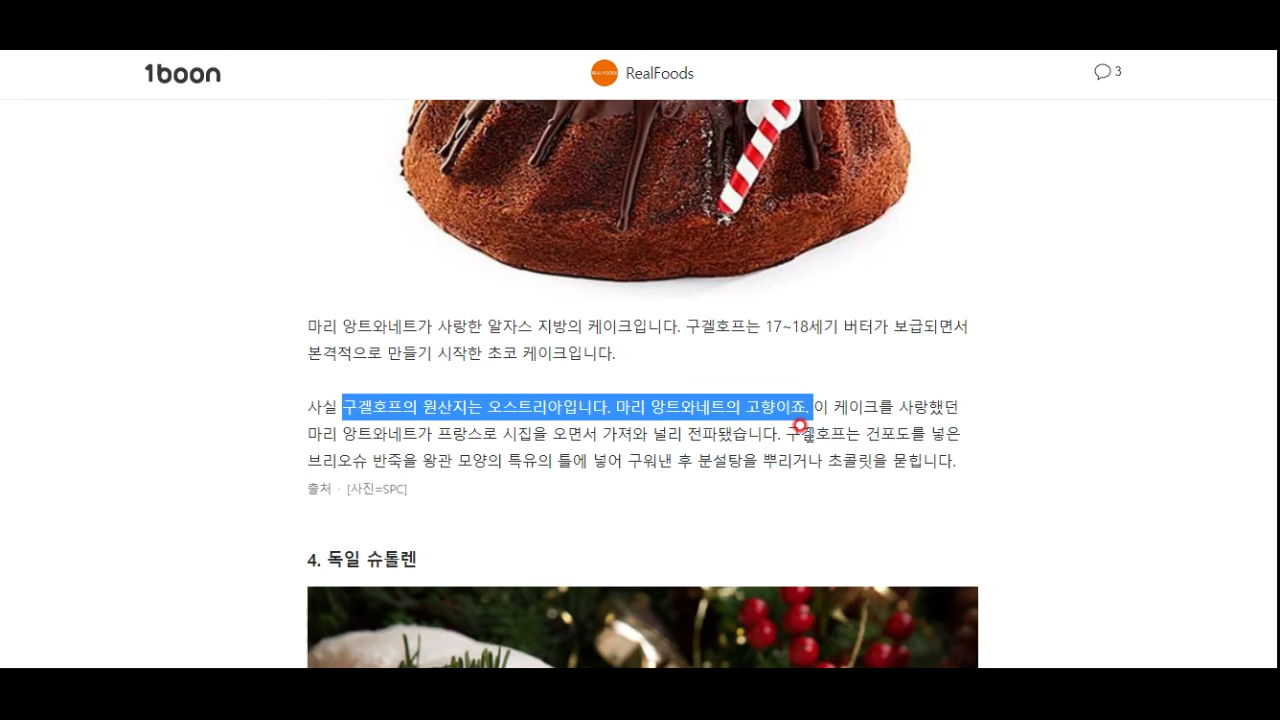 1boon
RealFoods
3
마리 앙트와네트가 사랑한 알자스 지방의 케이크입니다. 구겔호프는 17~18세기 버터가 보급되면서
본격적으로 만들기 시작한 초코 케이크입니다.
사실 구겔호프의 원산지는 오스트리아입니다. 마리 앙트와네트의 고향이죠. 이 케이크를 사랑했던
마리 앙트와네트가 프랑스로 시집을 오면서 가져와 널리 전파됐습니다. 구겔호프는 건포도를 넣은
브리오슈 반죽을 왕관 모양의 특유의 틀에 넣어 구워낸 후 분설탕을 뿌리거나 초콜릿을 묻힙니다.
출처 · [사진=SPC]
4. 독일 슈톨렌